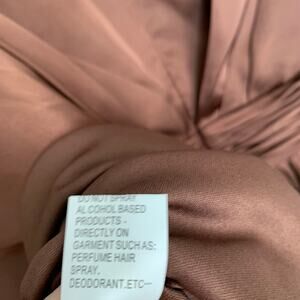 DO NOT SPRAY
ALCOHOL BASED
PRODUCTS -
DIRECTLY ON
GARMENT SUCH AS:
PERFUME HAIR
SPRAY.
DEODORANT.ETC—